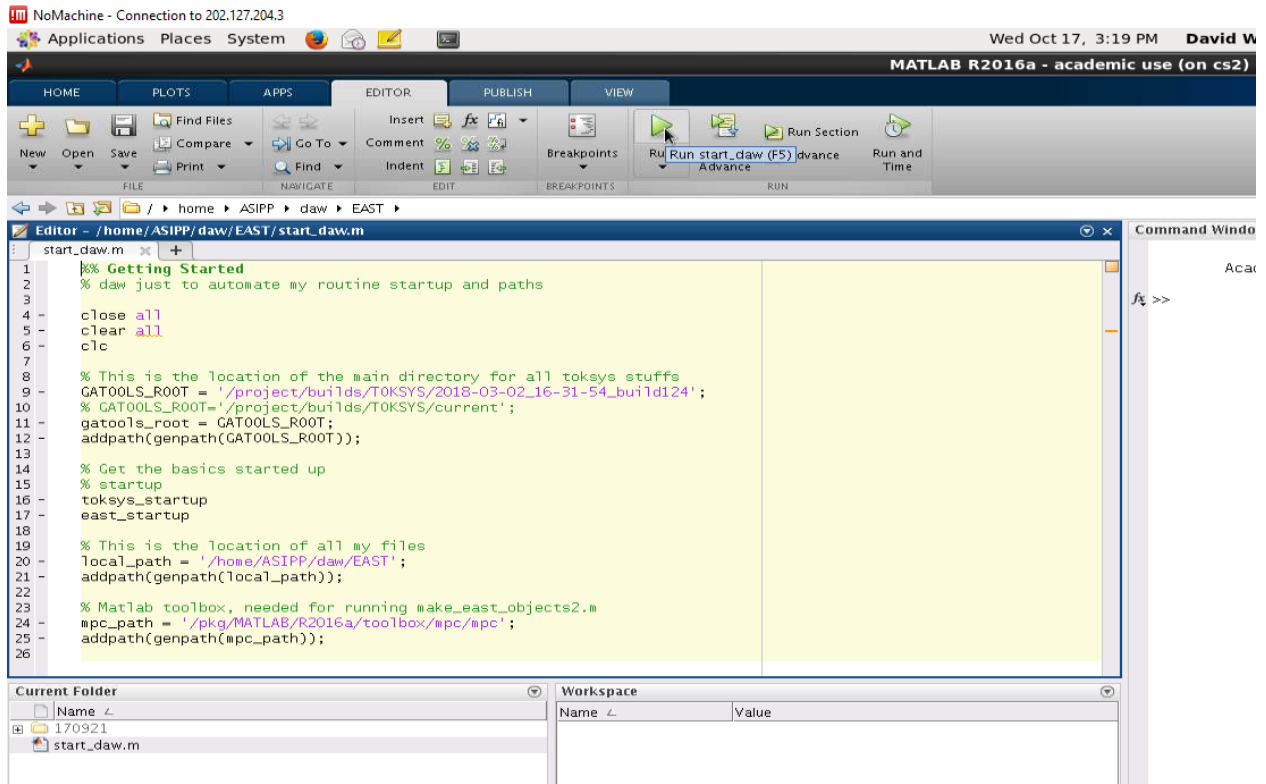 NoMachine - Connection to 202.127.204.3
Applications Places System Wed Oct 17, 3:19 PM David W
MATLAB R2016a - academic use (on cs2)
HOME PLOTS APPS EDITOR PUBLISH VIEW
New Open Save Find Files Compare Print
FILE
Go To Find
NAVIGATE
Insert fx
Comment
Indent
EDIT
Breakpoints
BREAKPOINTS
Ru
Run start_daw (F5)
Advance
Run Section
dvance
Run and
Time
RUN
/ home ASIPP daw EAST
Editor - /home/ASIPP/daw/EAST/start_daw.m
start_daw.m +
1 %% Getting Started
2 % daw just to automate my routine startup and paths
3
4 - close all
5 - clear all
6 - clc
7
8 % This is the location of the main directory for all toksys stuffs
9 - GATOOLS_ROOT = '/project/builds/TOKSYS/2018-03-02_16-31-54_build124';
10 % GATOOLS_ROOT='/project/builds/TOKSYS/current';
11 - gatools_root = GATOOLS_ROOT;
12 - addpath(genpath(GATOOLS_ROOT));
13
14 % Get the basics started up
15 % startup
16 - toksys_startup
17 - east_startup
18
19 % This is the location of all my files
20 - local_path = '/home/ASIPP/daw/EAST';
21 - addpath(genpath(local_path));
22
23 % Matlab toolbox, needed for running make_east_objects2.m
24 - mpc_path = '/pkg/MATLAB/R2016a/toolbox/mpc/mpc';
25 - addpath(genpath(mpc_path));
26
Command Windo
Acad
fx >>
Current Folder
Name
170921
start_daw.m
Workspace
Name Value